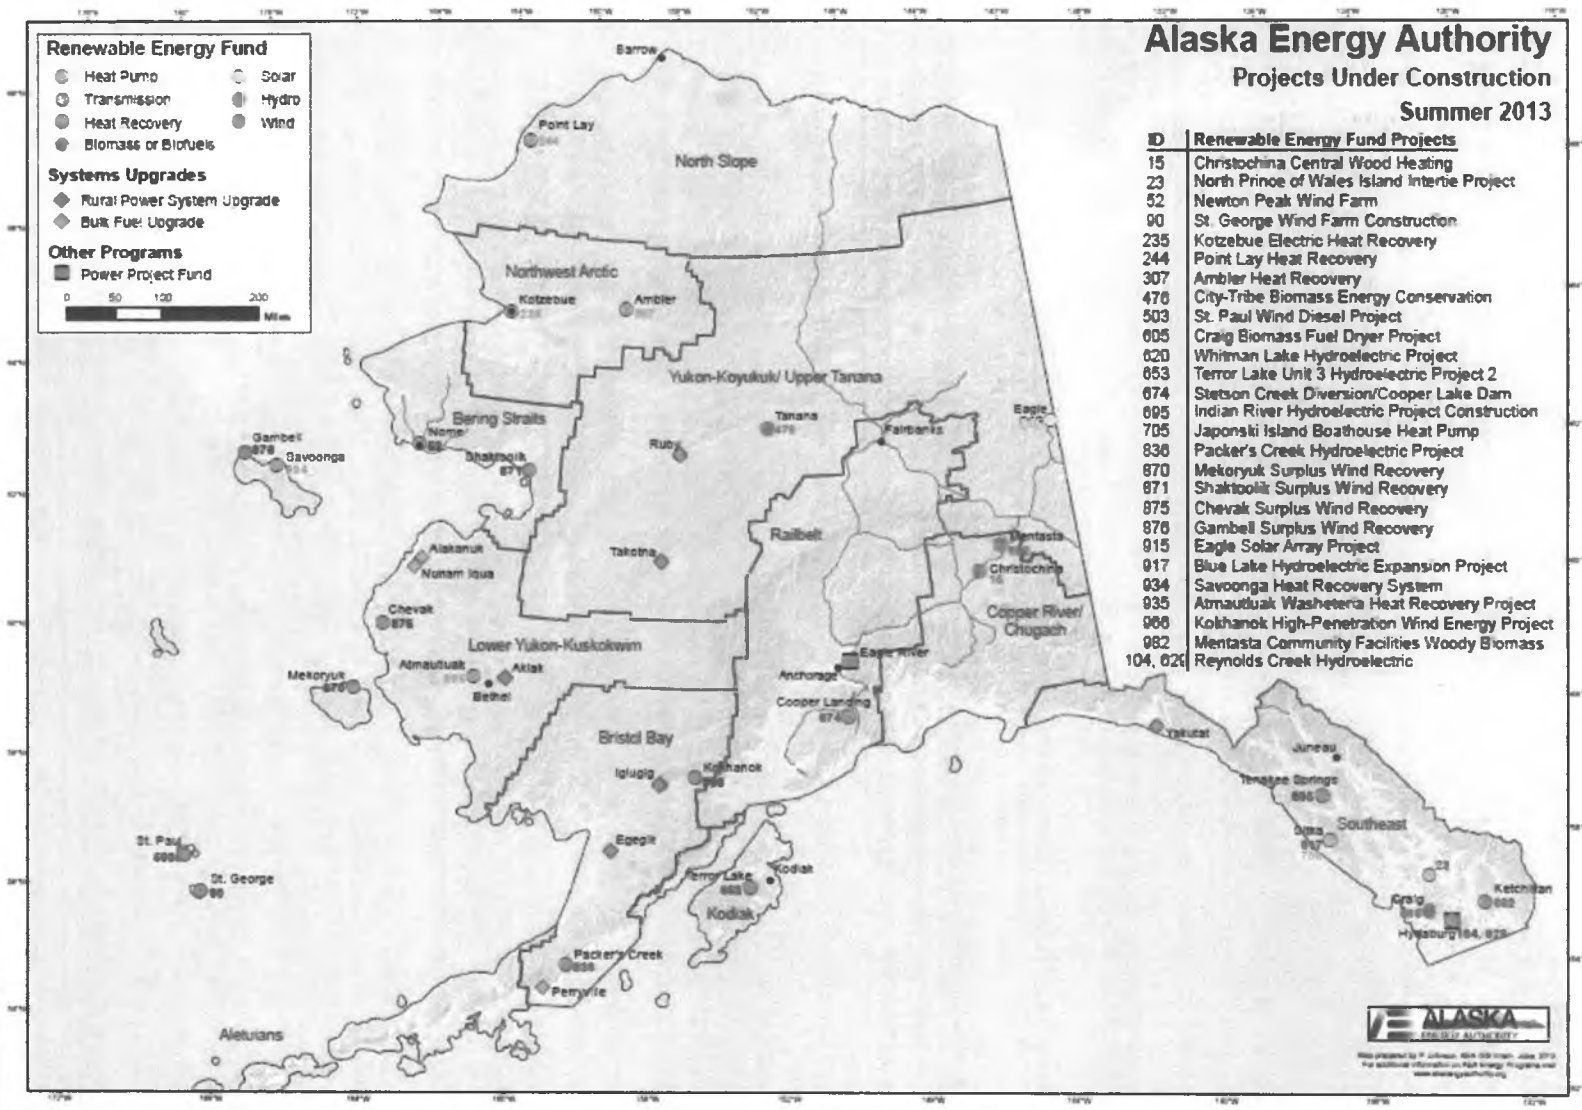 Renewable Energy Fund
Heat Pump
Solar
Transmission
Hydro
Heat Recovery
Wind
Biomass or Biofuels
Systems Upgrades
Rural Power System Upgrade
Bulk Fuel Upgrade
Other Programs
Power Project Fund
0 50 100 200
Miles
Alaska Energy Authority
Projects Under Construction
Summer 2013
ID Renewable Energy Fund Projects
15 Christochina Central Wood Heating
23 North Prince of Wales Island Intertie Project
52 Newton Peak Wind Farm
90 St. George Wind Farm Construction
235 Kotzebue Electric Heat Recovery
244 Point Lay Heat Recovery
307 Ambler Heat Recovery
476 City-Tribe Biomass Energy Conservation
503 St. Paul Wind Diesel Project
605 Craig Biomass Fuel Dryer Project
620 Whitman Lake Hydroelectric Project
653 Terror Lake Unit 3 Hydroelectric Project 2
674 Stetson Creek Diversion/Cooper Lake Dam
695 Indian River Hydroelectric Project Construction
705 Japonski Island Boathouse Heat Pump
836 Packer's Creek Hydroelectric Project
870 Mekoryuk Surplus Wind Recovery
871 Shaktoolik Surplus Wind Recovery
875 Chevak Surplus Wind Recovery
876 Gambell Surplus Wind Recovery
915 Eagle Solar Array Project
917 Blue Lake Hydroelectric Expansion Project
934 Savoonga Heat Recovery System
935 Atmautluak Washeteria Heat Recovery Project
966 Kokhanok High-Penetration Wind Energy Project
982 Mentasta Community Facilities Woody Biomass
104, 62 Reynolds Creek Hydroelectric
Barrow
Point Lay
244
North Slope
Northwest Arctic
Kotzebue
235
Ambler
307
Yukon-Koyukuk/ Upper Tanana
Bering Straits
Nome
Gambell
876
Savoonga
934
Shaktoolik
871
Ruby
Tanana
476
Fairbanks
Eagle
Railbelt
Takotna
Alakanuk
Nunam Iqua
Chevak
875
Lower Yukon-Kuskokwim
Atmautluak
Akiak
Bethel
Mekoryuk
870
Mentasta
Christochina
15
Copper River/
Chugach
Eagle River
Anchorage
Cooper Landing
674
Bristol Bay
Igiugig
Kokhanok
Egegik
St. Paul
St. George
90
Terror Lake
653
Kodiak
Kodiak
Packer's Creek
836
Perryville
Aleutians
Yakutat
Juneau
Tenakee Springs
695
Sitka
917
Southeast
23
Craig
Ketchikan
Hydaburg 104, 620
ALASKA
ENERGY AUTHORITY